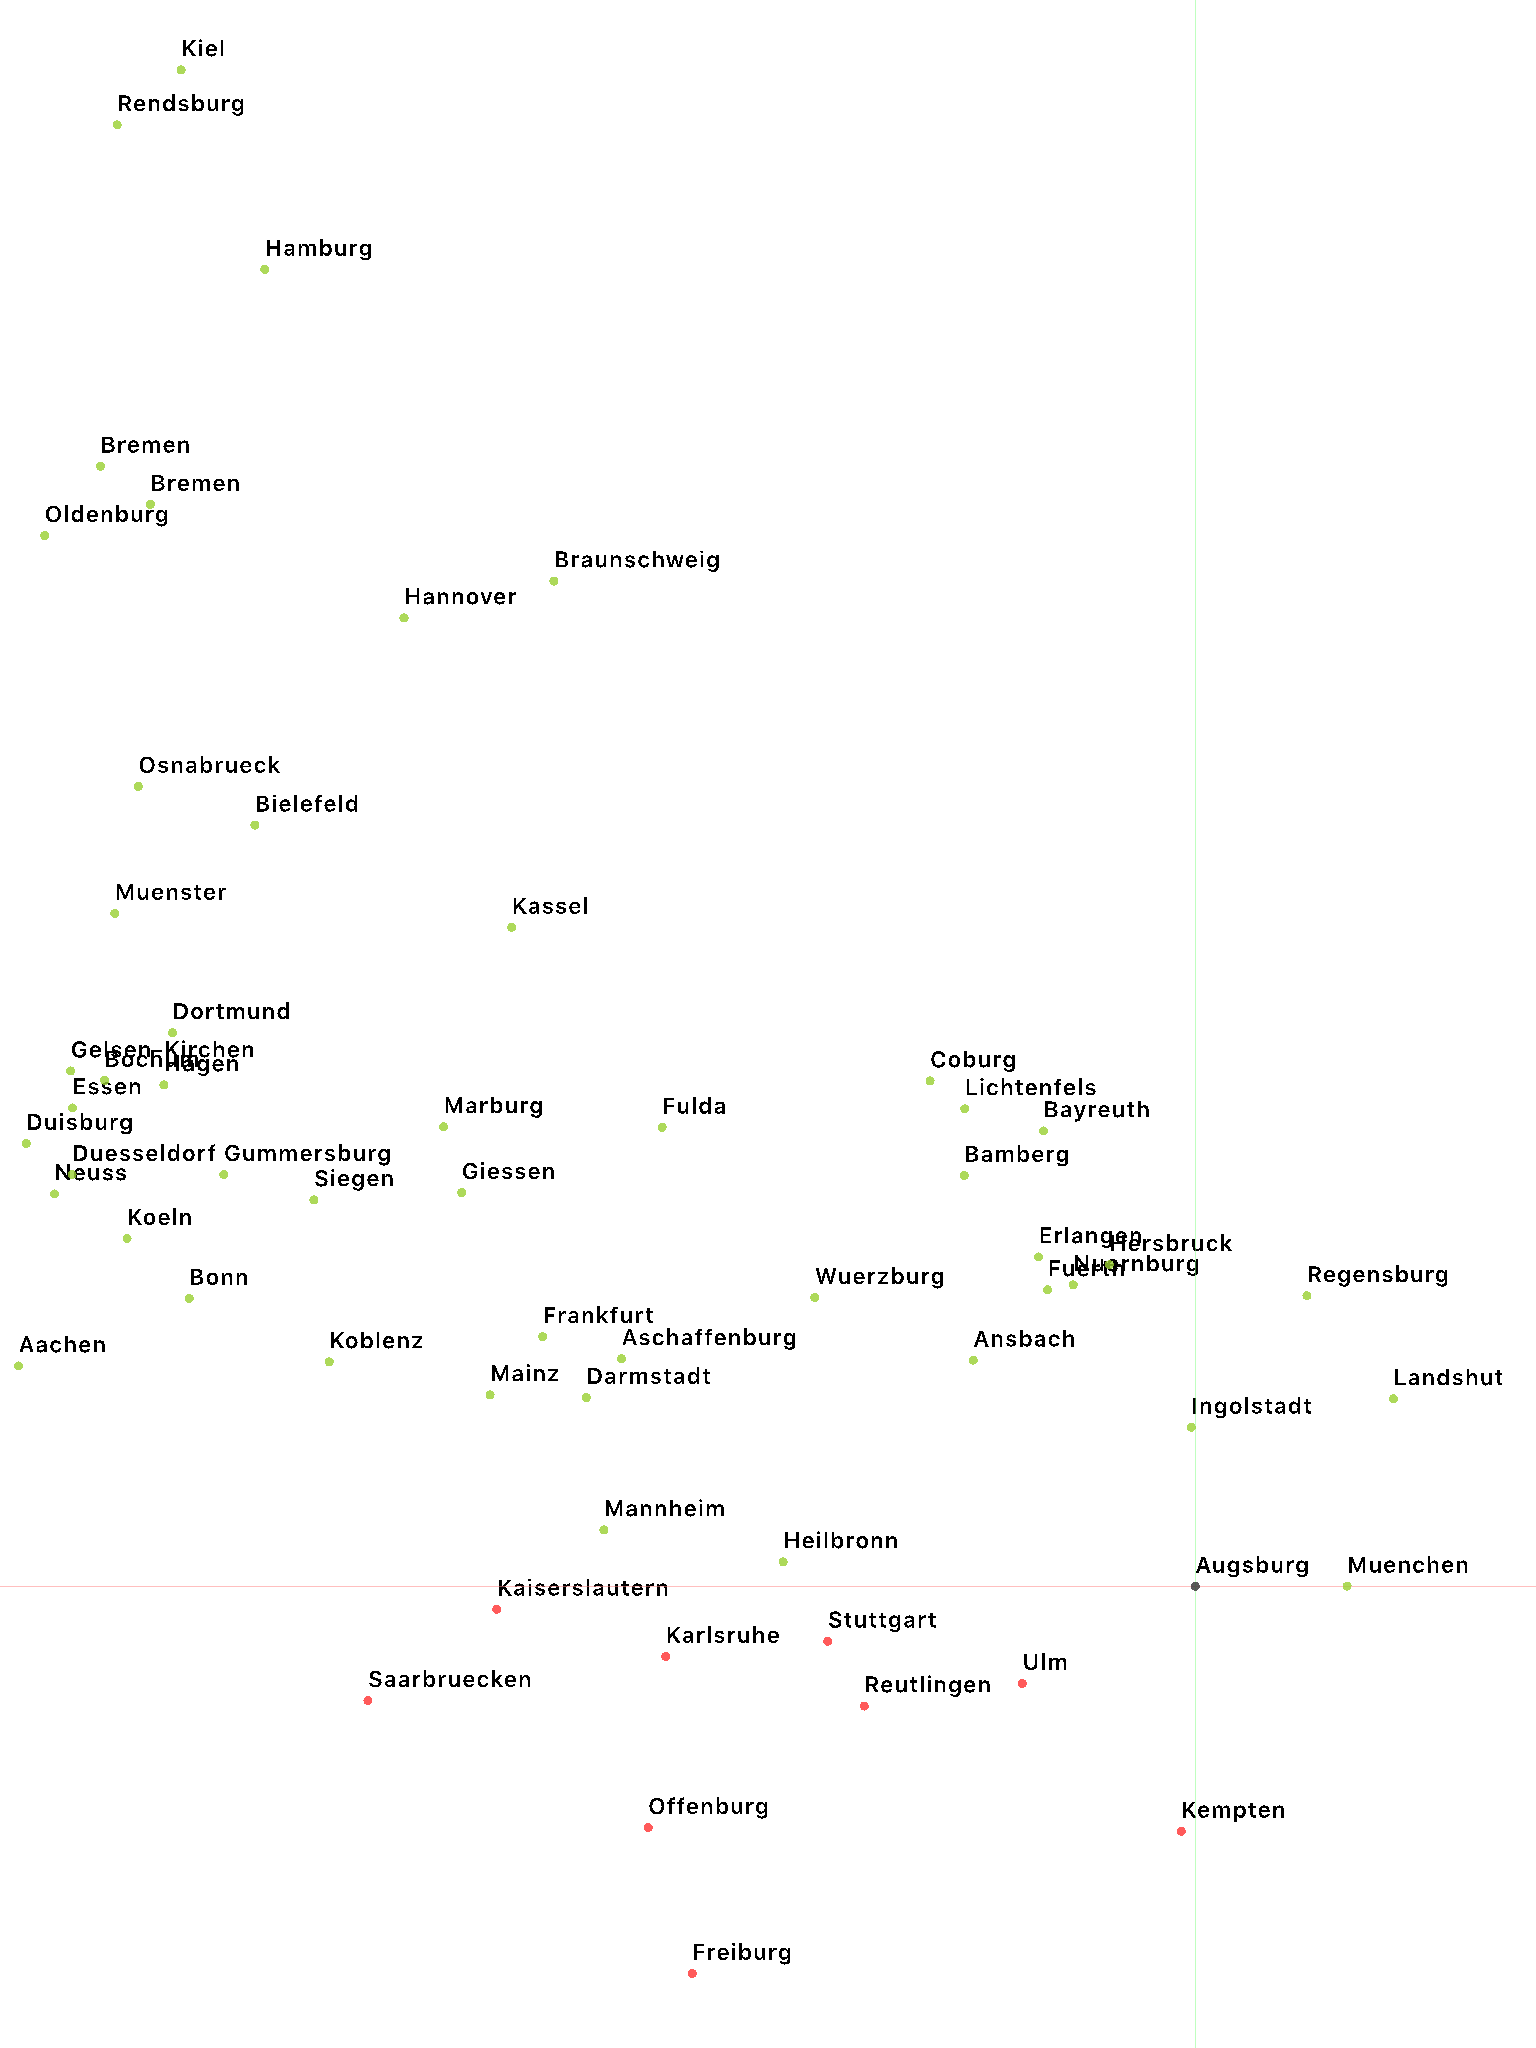 Kiel
Rendsburg
Hamburg
Bremen
Bremen
Oldenburg
Braunschweig
Hannover
Osnabrueck
Bielefeld
Muenster
Kassel
Dortmund
Gelsen Kirchen
Bochum
Hagen
Coburg
Essen
Lichtenfels
Marburg
Fulda
Bayreuth
Duisburg
Duesseldorf
Gummersburg
Bamberg
Neuss
Siegen
Giessen
Koeln
Erlangen
Hersbruck
Nuernburg
Fuerth
Bonn
Wuerzburg
Regensburg
Frankfurt
Aachen
Koblenz
Aschaffenburg
Ansbach
Mainz
Darmstadt
Landshut
Ingolstadt
Mannheim
Heilbronn
Augsburg
Muenchen
Kaiserslautern
Stuttgart
Karlsruhe
Ulm
Saarbruecken
Reutlingen
Offenburg
Kempten
Freiburg